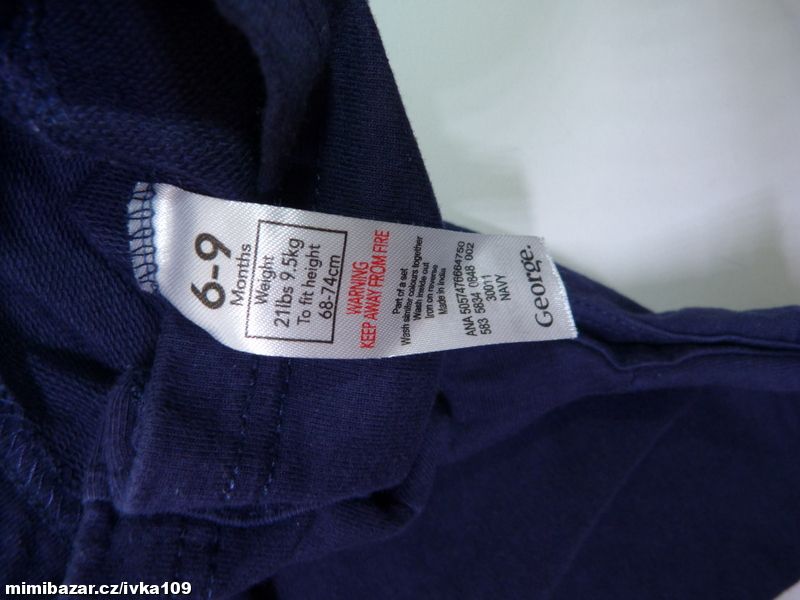 6-9
Months
Weight
21lbs 9.5kg
To fit height
68-74cm
WARNING
KEEP AWAY FROM FIRE
Part of a set
Wash similar colours together
Wash inside out
Iron on reverse
Made in India
ANA 5057476664750
583 5834 0648 002
30011
NAVY
George.
mimibazar.cz/ivka109